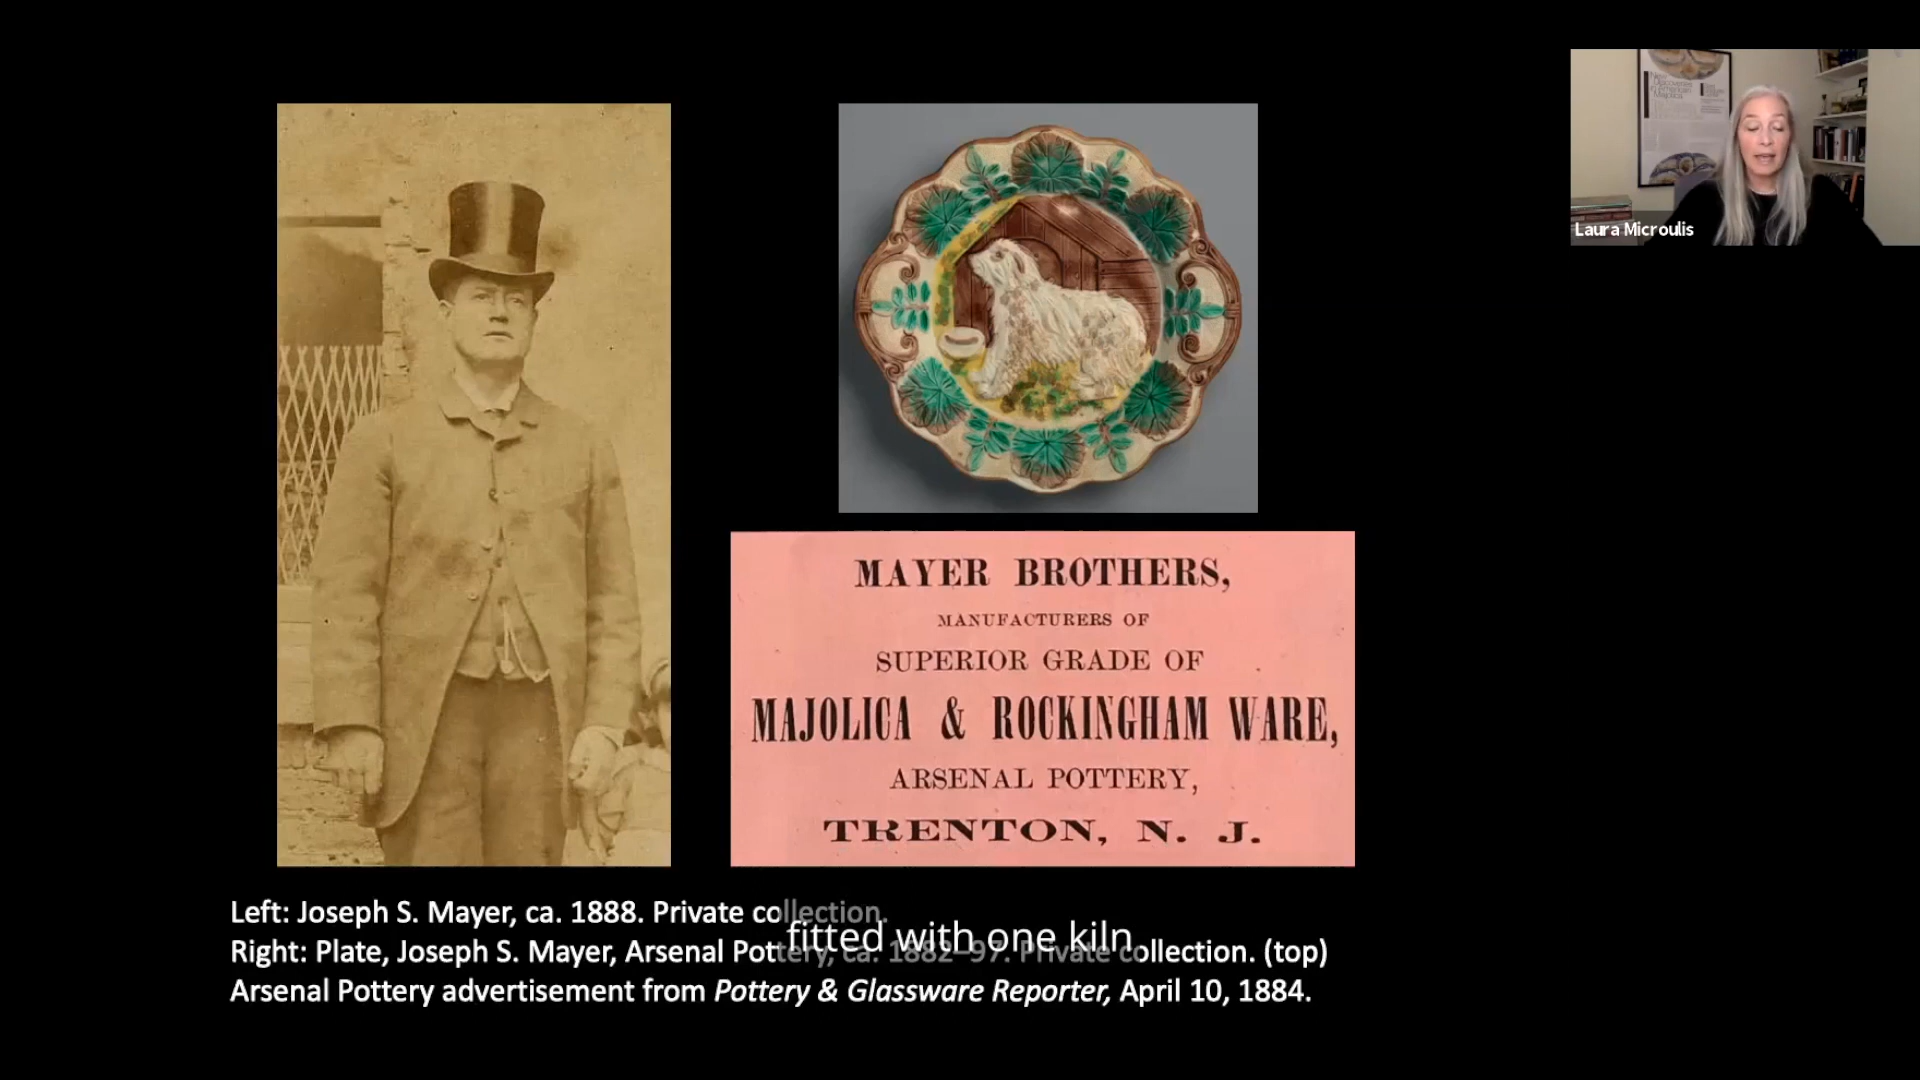 Laura Microulis
MAYER BROTHERS,
MANUFACTURERS OF
SUPERIOR GRADE OF
MAJOLICA & ROCKINGHAM WARE,
ARSENAL POTTERY,
TRENTON, N. J.
Left: Joseph S. Mayer, ca. 1888. Private collection.
fitted with one kiln
Right: Plate, Joseph S. Mayer, Arsenal Pottery, ca. 1882–97. Private collection. (top)
Arsenal Pottery advertisement from Pottery & Glassware Reporter, April 10, 1884.